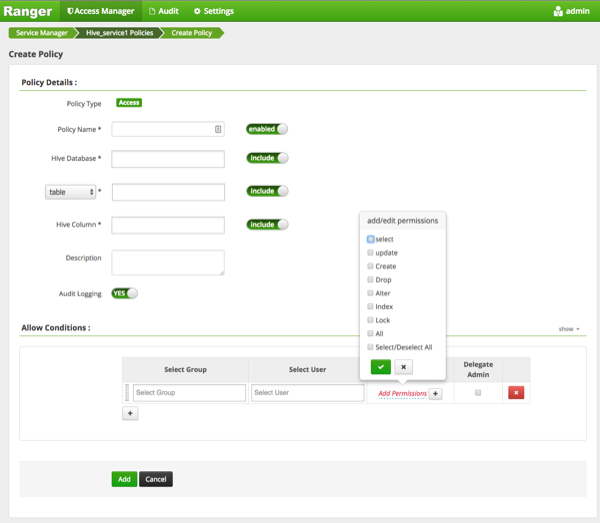 Ranger Access Manager Audit Settings admin
Service Manager Hive_service1 Policies Create Policy
Create Policy
Policy Details :
Policy Type Access
Policy Name * enabled
Hive Database * include
table * include
Hive Column * include
add/edit permissions
select
update
Create
Drop
Alter
Index
Lock
All
Select/Deselect All
Description
Audit Logging YES
Allow Conditions : show
Select Group Select User Delegate Admin
Select Group Select User Add Permissions +
+
Add Cancel